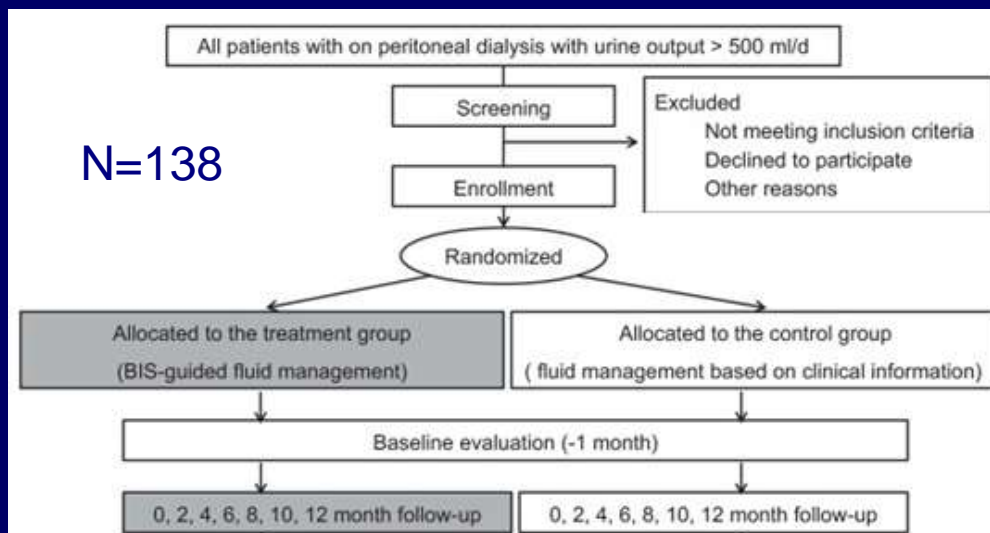 All patients with on peritoneal dialysis with urine output > 500 ml/d
Screening
Excluded
Not meeting inclusion criteria
Declined to participate
Other reasons
N=138
Enrollment
Randomized
Allocated to the treatment group
(BIS-guided fluid management)
Allocated to the control group
( fluid management based on clinical information)
Baseline evaluation (-1 month)
0, 2, 4, 6, 8, 10, 12 month follow-up
0, 2, 4, 6, 8, 10, 12 month follow-up